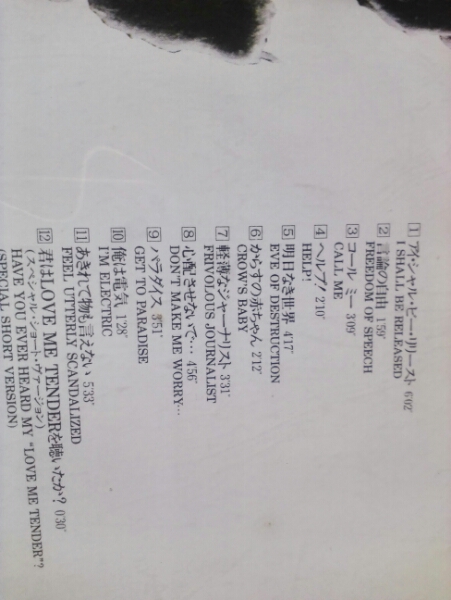 1 アイ・シャル・ビー・リリースト 6'02"
I SHALL BE RELEASED
2 言論の自由 1'59"
FREEDOM OF SPEECH
3 コール ミー 3'09"
CALL ME
4 ヘルプ! 2'10"
HELP!
5 明日なき世界 4'17"
EVE OF DESTRUCTION
6 からすの赤ちゃん 2'12"
CROW'S BABY
7 軽薄なジャーナリスト 3'31"
FRIVOLOUS JOURNALIST
8 心配させないで… 4'56"
DON'T MAKE ME WORRY…
9 パラダイス 3'51"
GET TO PARADISE
10 俺は電気 1'28"
I'M ELECTRIC
11 あきれて物も言えない 5'33"
FEEL UTTERLY SCANDALIZED
12 君はLOVE ME TENDERを聴いたか? 0'30"
(スペシャル・ショート・ヴァージョン)
HAVE YOU EVER HEARD MY "LOVE ME TENDER"?
(SPECIAL SHORT VERSION)